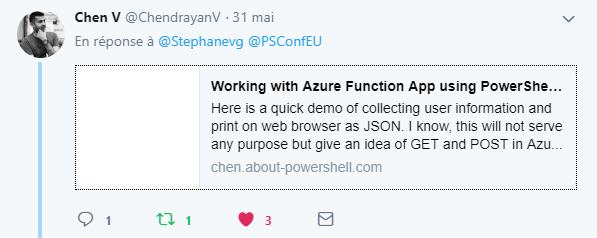 Chen V @ChendrayanV · 31 mai
En réponse à @Stephanevg @PSConfEU
Working with Azure Function App using PowerShe...
Here is a quick demo of collecting user information and
print on web browser as JSON. I know, this will not serve
any purpose but give an idea of GET and POST in Azu...
chen.about-powershell.com
1 1 3